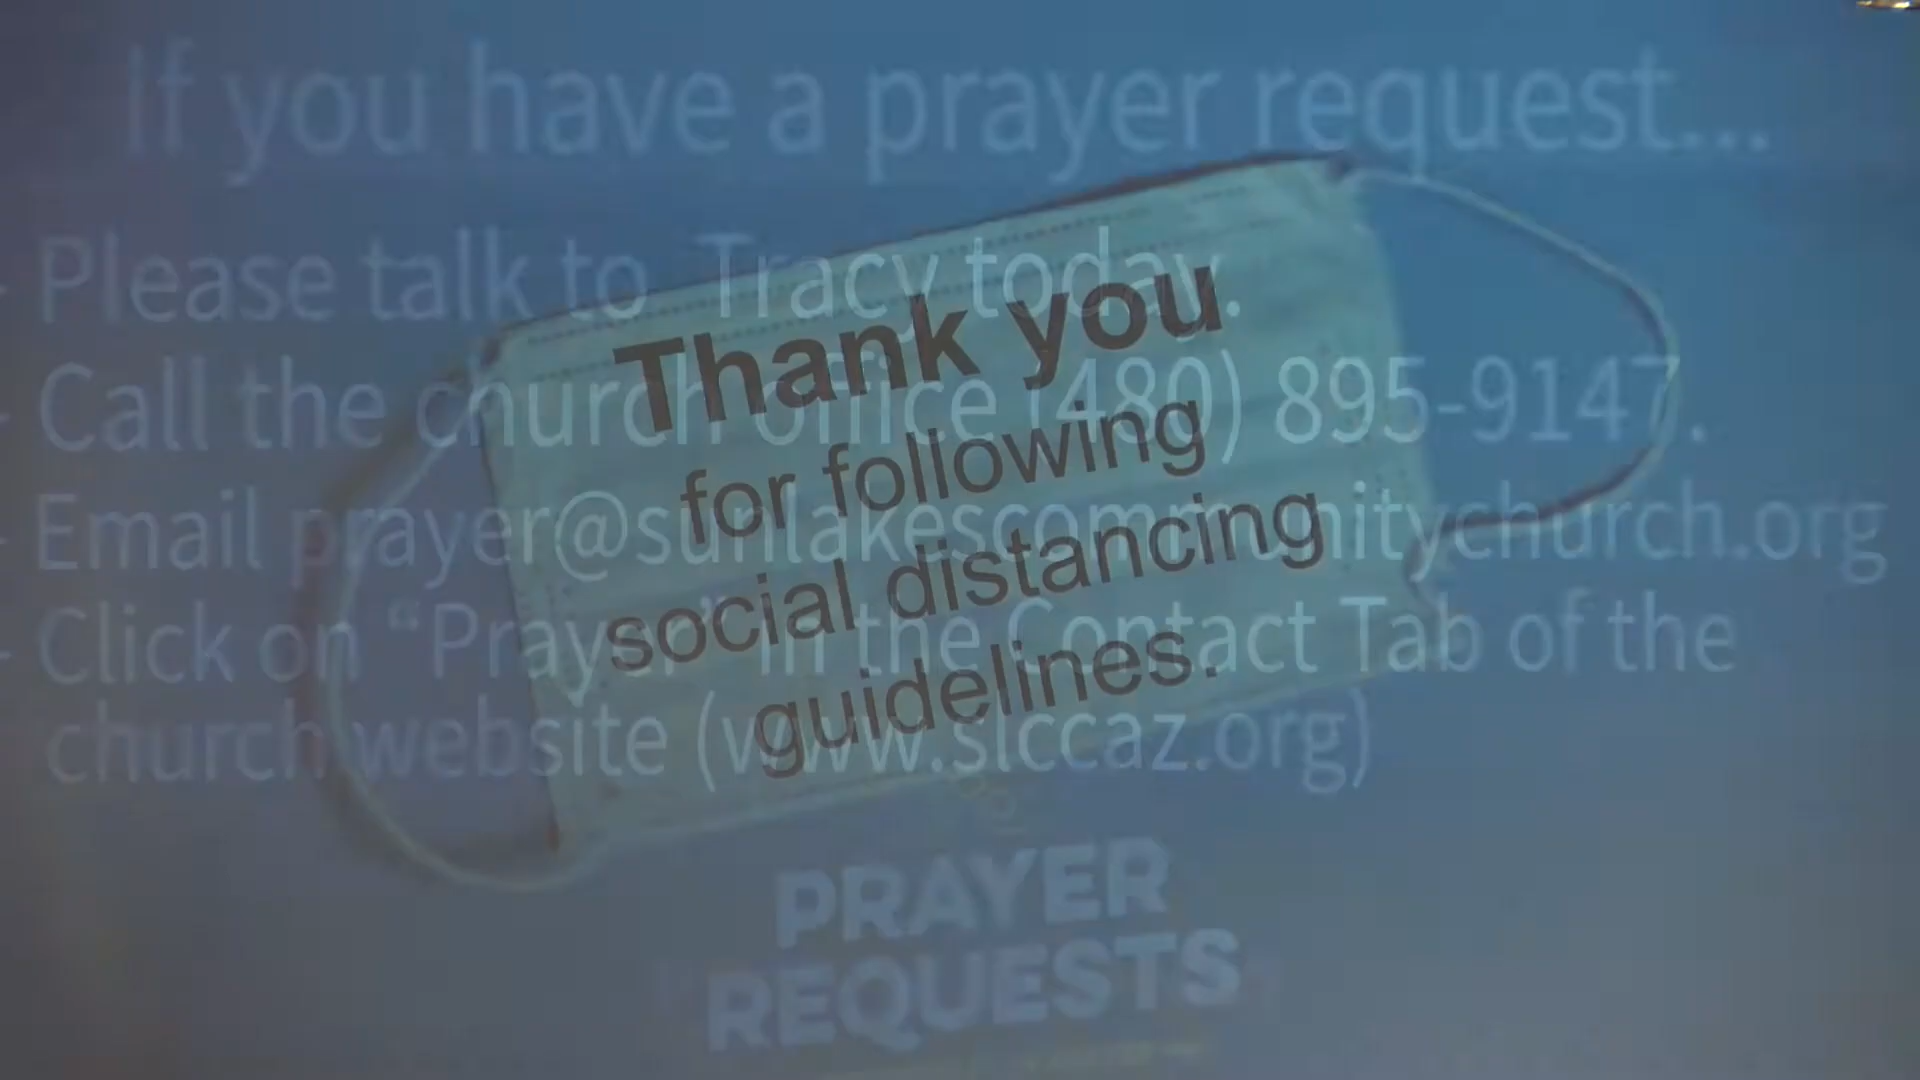 If you have a prayer request...
- Please talk to Tracy today.
- Call the church office (480) 895-9147.
- Email prayer@sunlakescommunitychurch.org
- Click on “Prayer” in the Contact Tab of the
church website (www.slccaz.org)
Thank you
for following
social distancing
guidelines.
PRAYER
REQUESTS